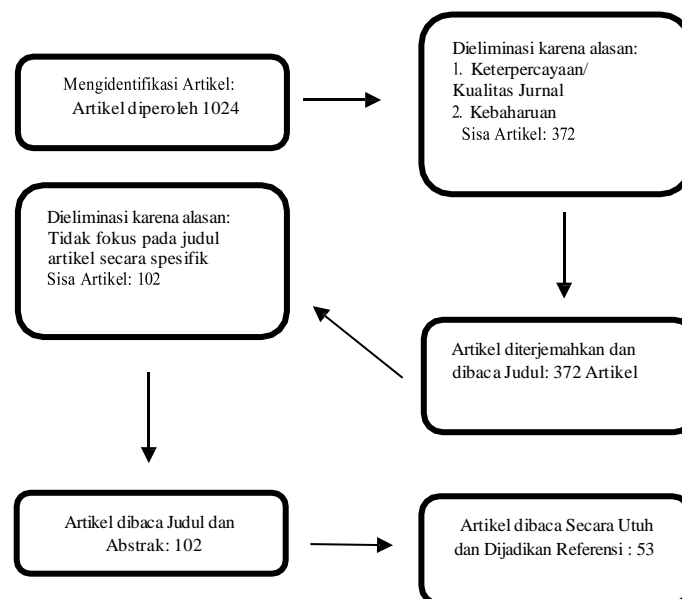 Mengidentifikasi Artikel:
Artikel diperoleh 1024
Dieliminasi karena alasan:
1. Keterpercayaan/
Kualitas Jurnal
2. Kebaharuan
Sisa Artikel: 372
Artikel diterjemahkan dan
dibaca Judul: 372 Artikel
Dieliminasi karena alasan:
Tidak fokus pada judul
artikel secara spesifik
Sisa Artikel: 102
Artikel dibaca Judul dan
Abstrak: 102
Artikel dibaca Secara Utuh
dan Dijadikan Referensi : 53